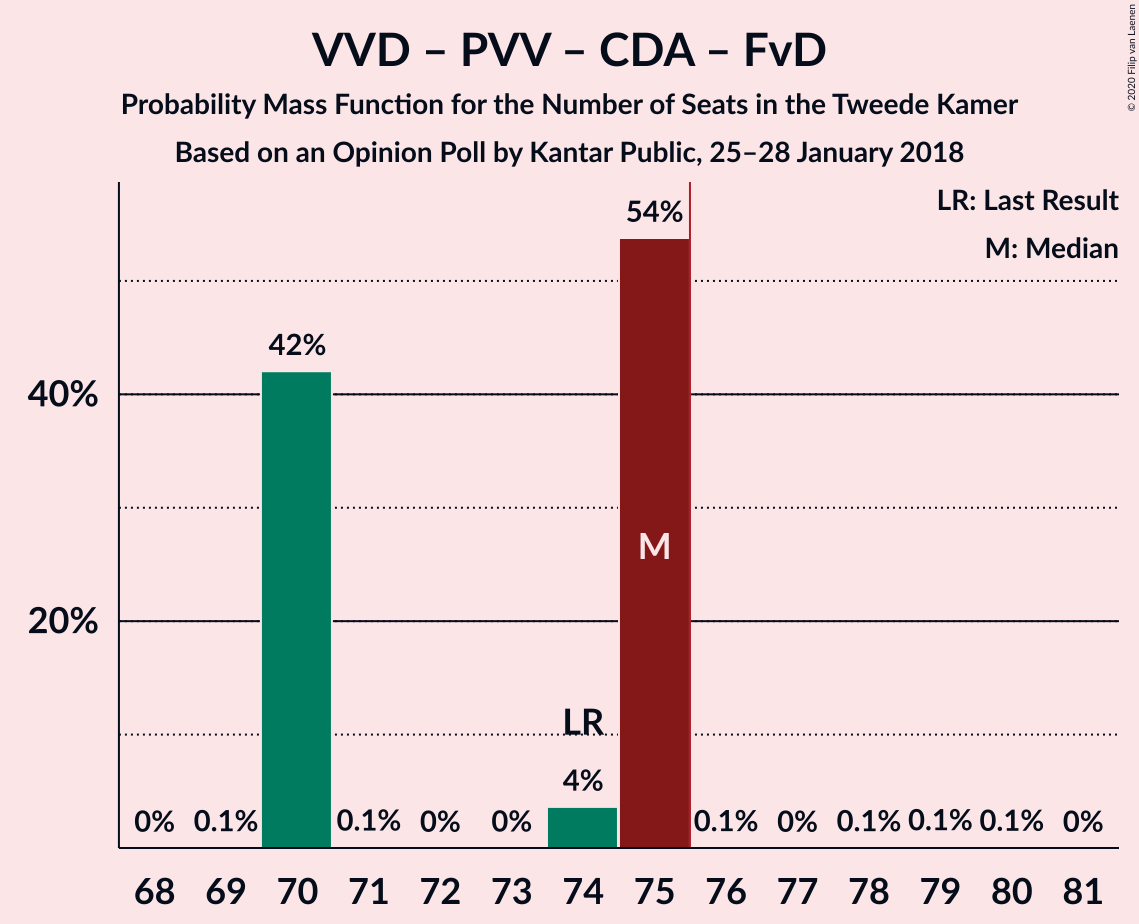 VVD – PVV – CDA – FvD
Probability Mass Function for the Number of Seats in the Tweede Kamer
Based on an Opinion Poll by Kantar Public, 25–28 January 2018
© 2020 Filip van Laenen
LR: Last Result
M: Median
54%
42%
40%
M
20%
LR
4%
0% 0.1% 0.1% 0% 0% 0.1% 0% 0.1% 0.1% 0.1% 0%
68 69 70 71 72 73 74 75 76 77 78 79 80 81